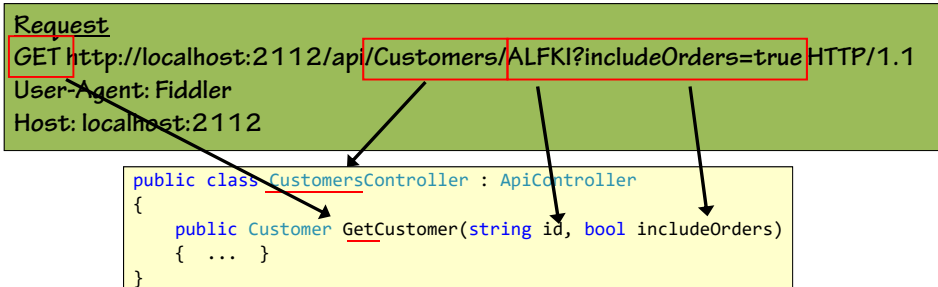 Request
GET http://localhost:2112/api/Customers/ALFKI?includeOrders=true HTTP/1.1
User-Agent: Fiddler
Host: localhost:2112
public class CustomersController : ApiController
{
    public Customer GetCustomer(string id, bool includeOrders)
    {  ...  }
}